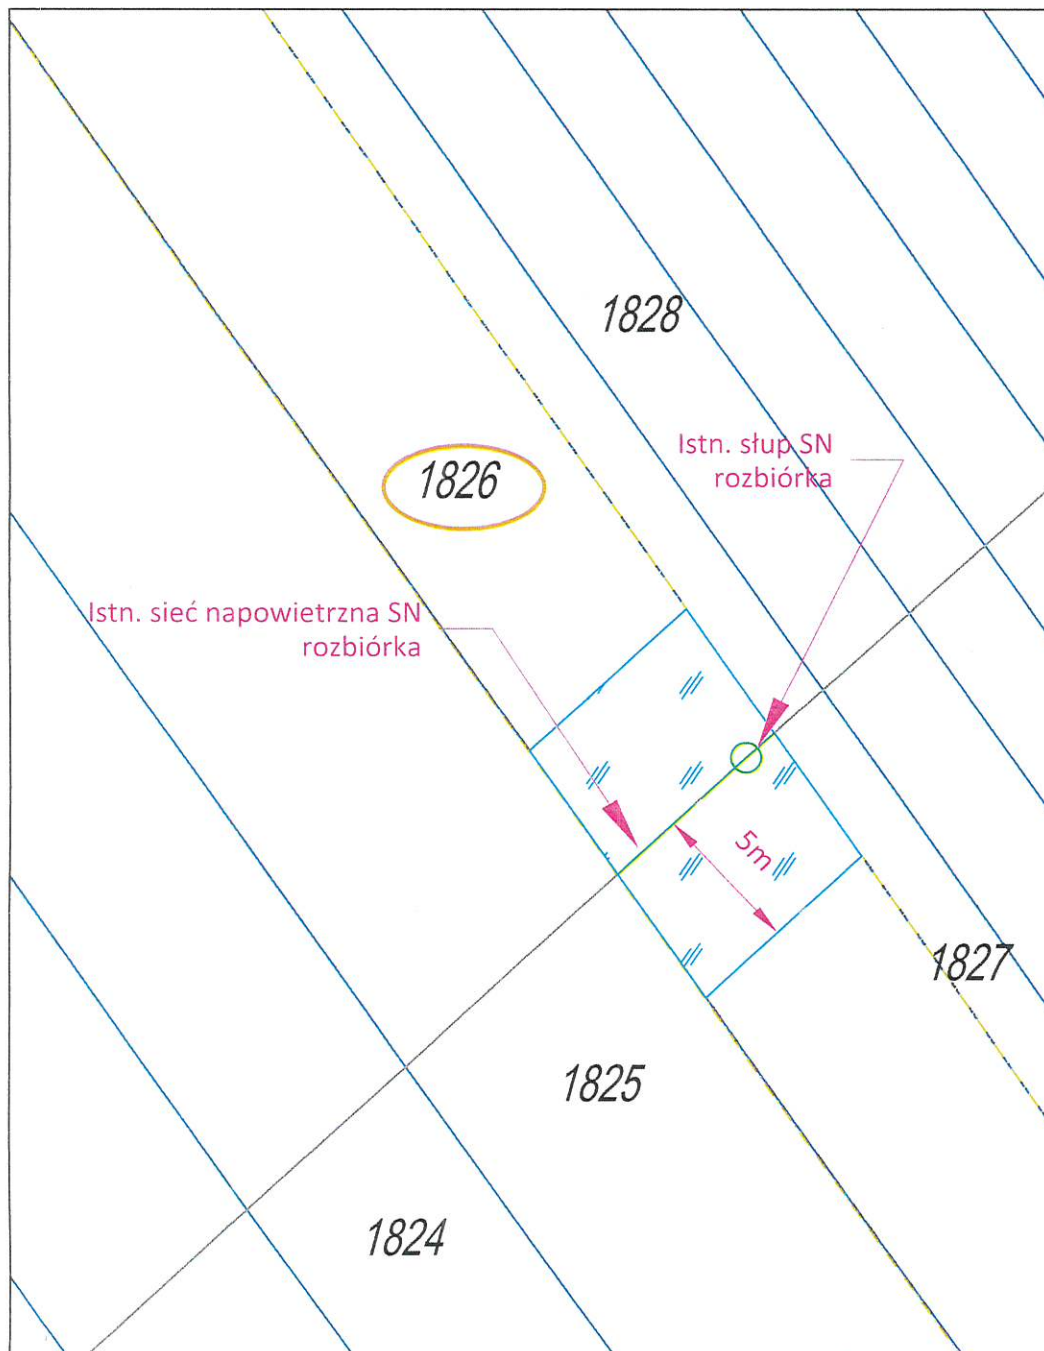 1828
Istn. słup SN
rozbiórka
1826
Istn. sieć napowietrzna SN
rozbiórka
5m
1827
1825
1824